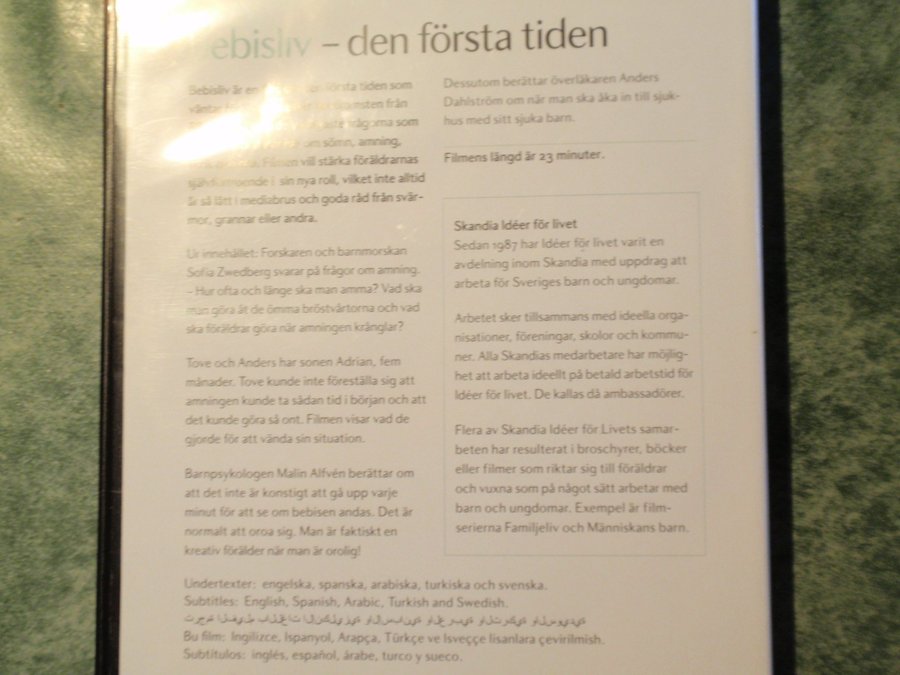 ebisliv – den första tiden
Bebisliv är en första tiden som
väntar från
som
om sömn, amning,
Filmen vill stärka föräldrarnas
självförtroende i sin nya roll, vilket inte alltid
är så lätt i mediabrus och goda råd från svär-
mor, grannar eller andra.
Ur innehållet: Forskaren och barnmorskan
Sofia Zwedberg svarar på frågor om amning.
– Hur ofta och länge ska man amma? Vad ska
man göra åt de ömma bröstvårtorna och vad
ska föräldrar göra när amningen krånglar?
Tove och Anders har sonen Adrian, fem
månader. Tove kunde inte föreställa sig att
amningen kunde ta sådan tid i början och att
det kunde göra så ont. Filmen visar vad de
gjorde för att vända sin situation.
Barnpsykologen Malin Alfvén berättar om
att det inte är konstigt att gå upp varje
minut för att se om bebisen andas. Det är
normalt att oroa sig. Man är faktiskt en
kreativ förälder när man är orolig!
Dessutom berättar överläkaren Anders
Dahlström om när man ska åka in till sjuk-
hus med sitt sjuka barn.
Filmens längd är 23 minuter.
Skandia Idéer för livet
Sedan 1987 har Idéer för livet varit en
avdelning inom Skandia med uppdrag att
arbeta för Sveriges barn och ungdomar.
Arbetet sker tillsammans med ideella orga-
nisationer, föreningar, skolor och kommu-
ner. Alla Skandias medarbetare har möjlig-
het att arbeta ideellt på betald arbetstid för
Idéer för livet. De kallas då ambassadörer.
Flera av Skandia Idéer för Livets samar-
beten har resulterat i broschyrer, böcker
eller filmer som riktar sig till föräldrar
och vuxna som på något sätt arbetar med
barn och ungdomar. Exempel är film-
serierna Familjeliv och Människans barn.
Undertexter: engelska, spanska, arabiska, turkiska och svenska.
Subtitles: English, Spanish, Arabic, Turkish and Swedish.
Bu film: Ingilizce, Ispanyol, Arapça, Türkçe ve Isveççe lisanlara çevirilmish.
Subtitulos: inglés, español, árabe, turco y sueco.